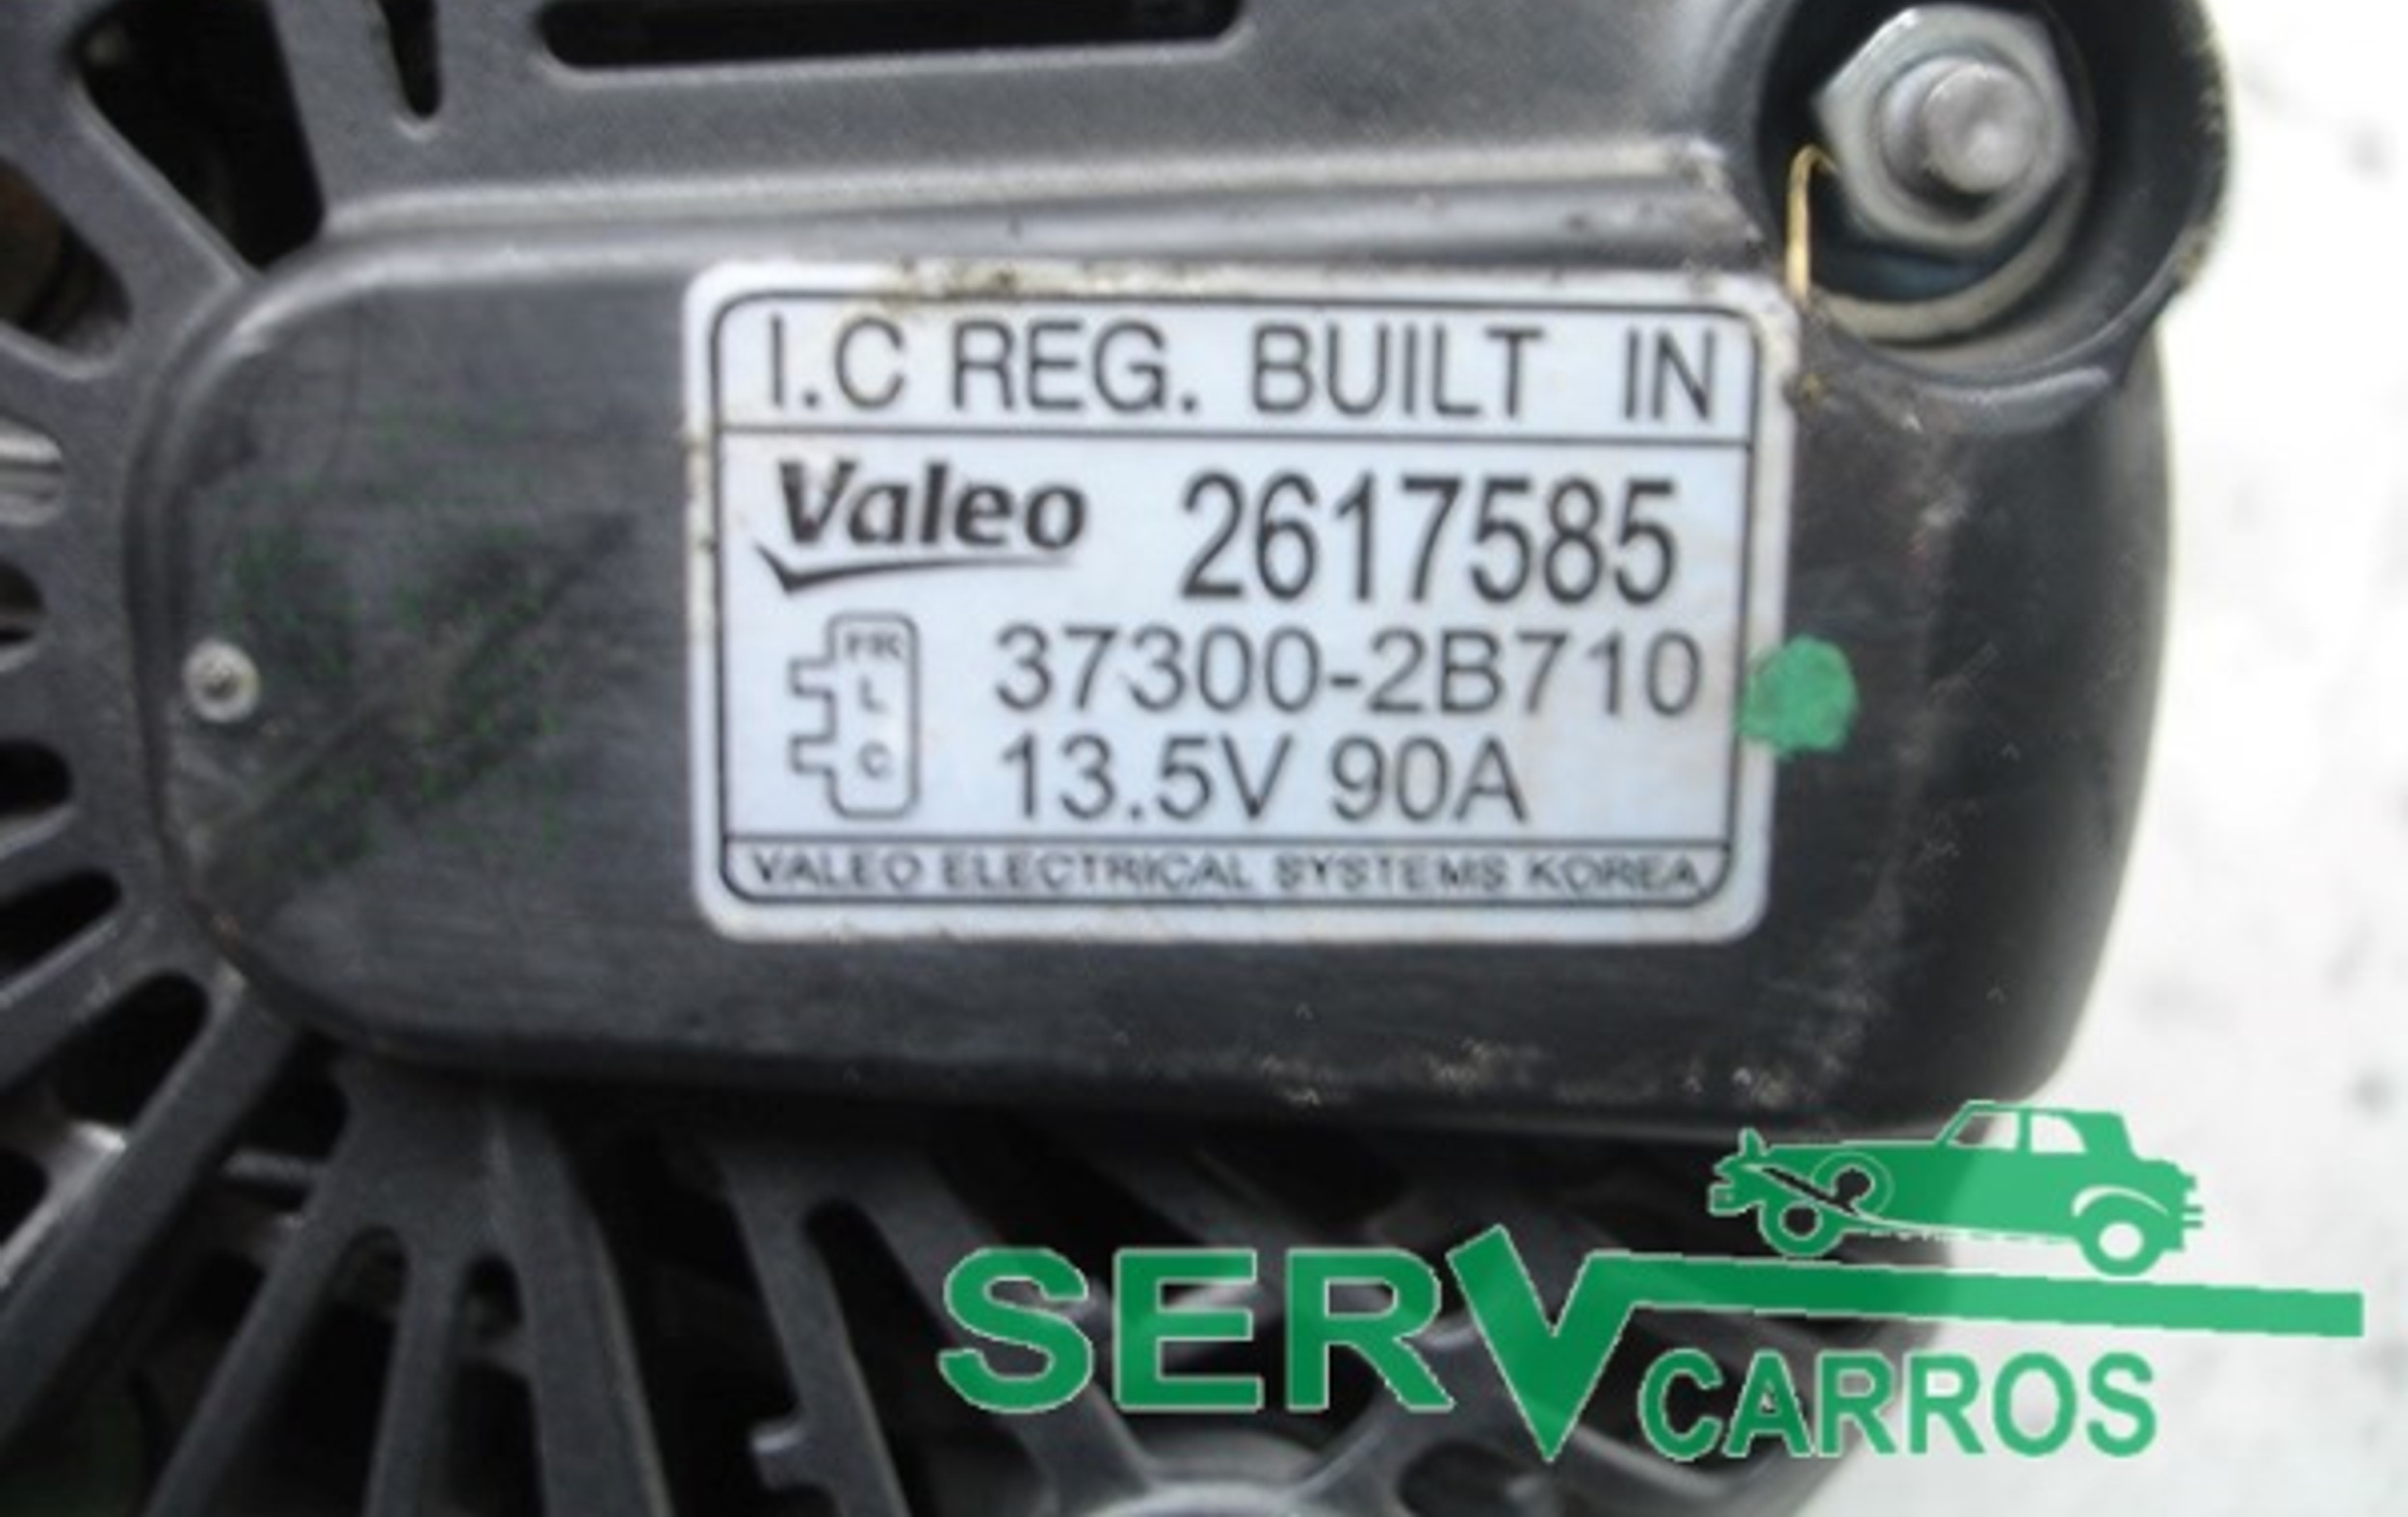 I.C REG. BUILT IN
Valeo 2617585
FR
L
C
37300-2B710
13.5V 90A
VALEO ELECTRICAL SYSTEMS KOREA
SERV
CARROS